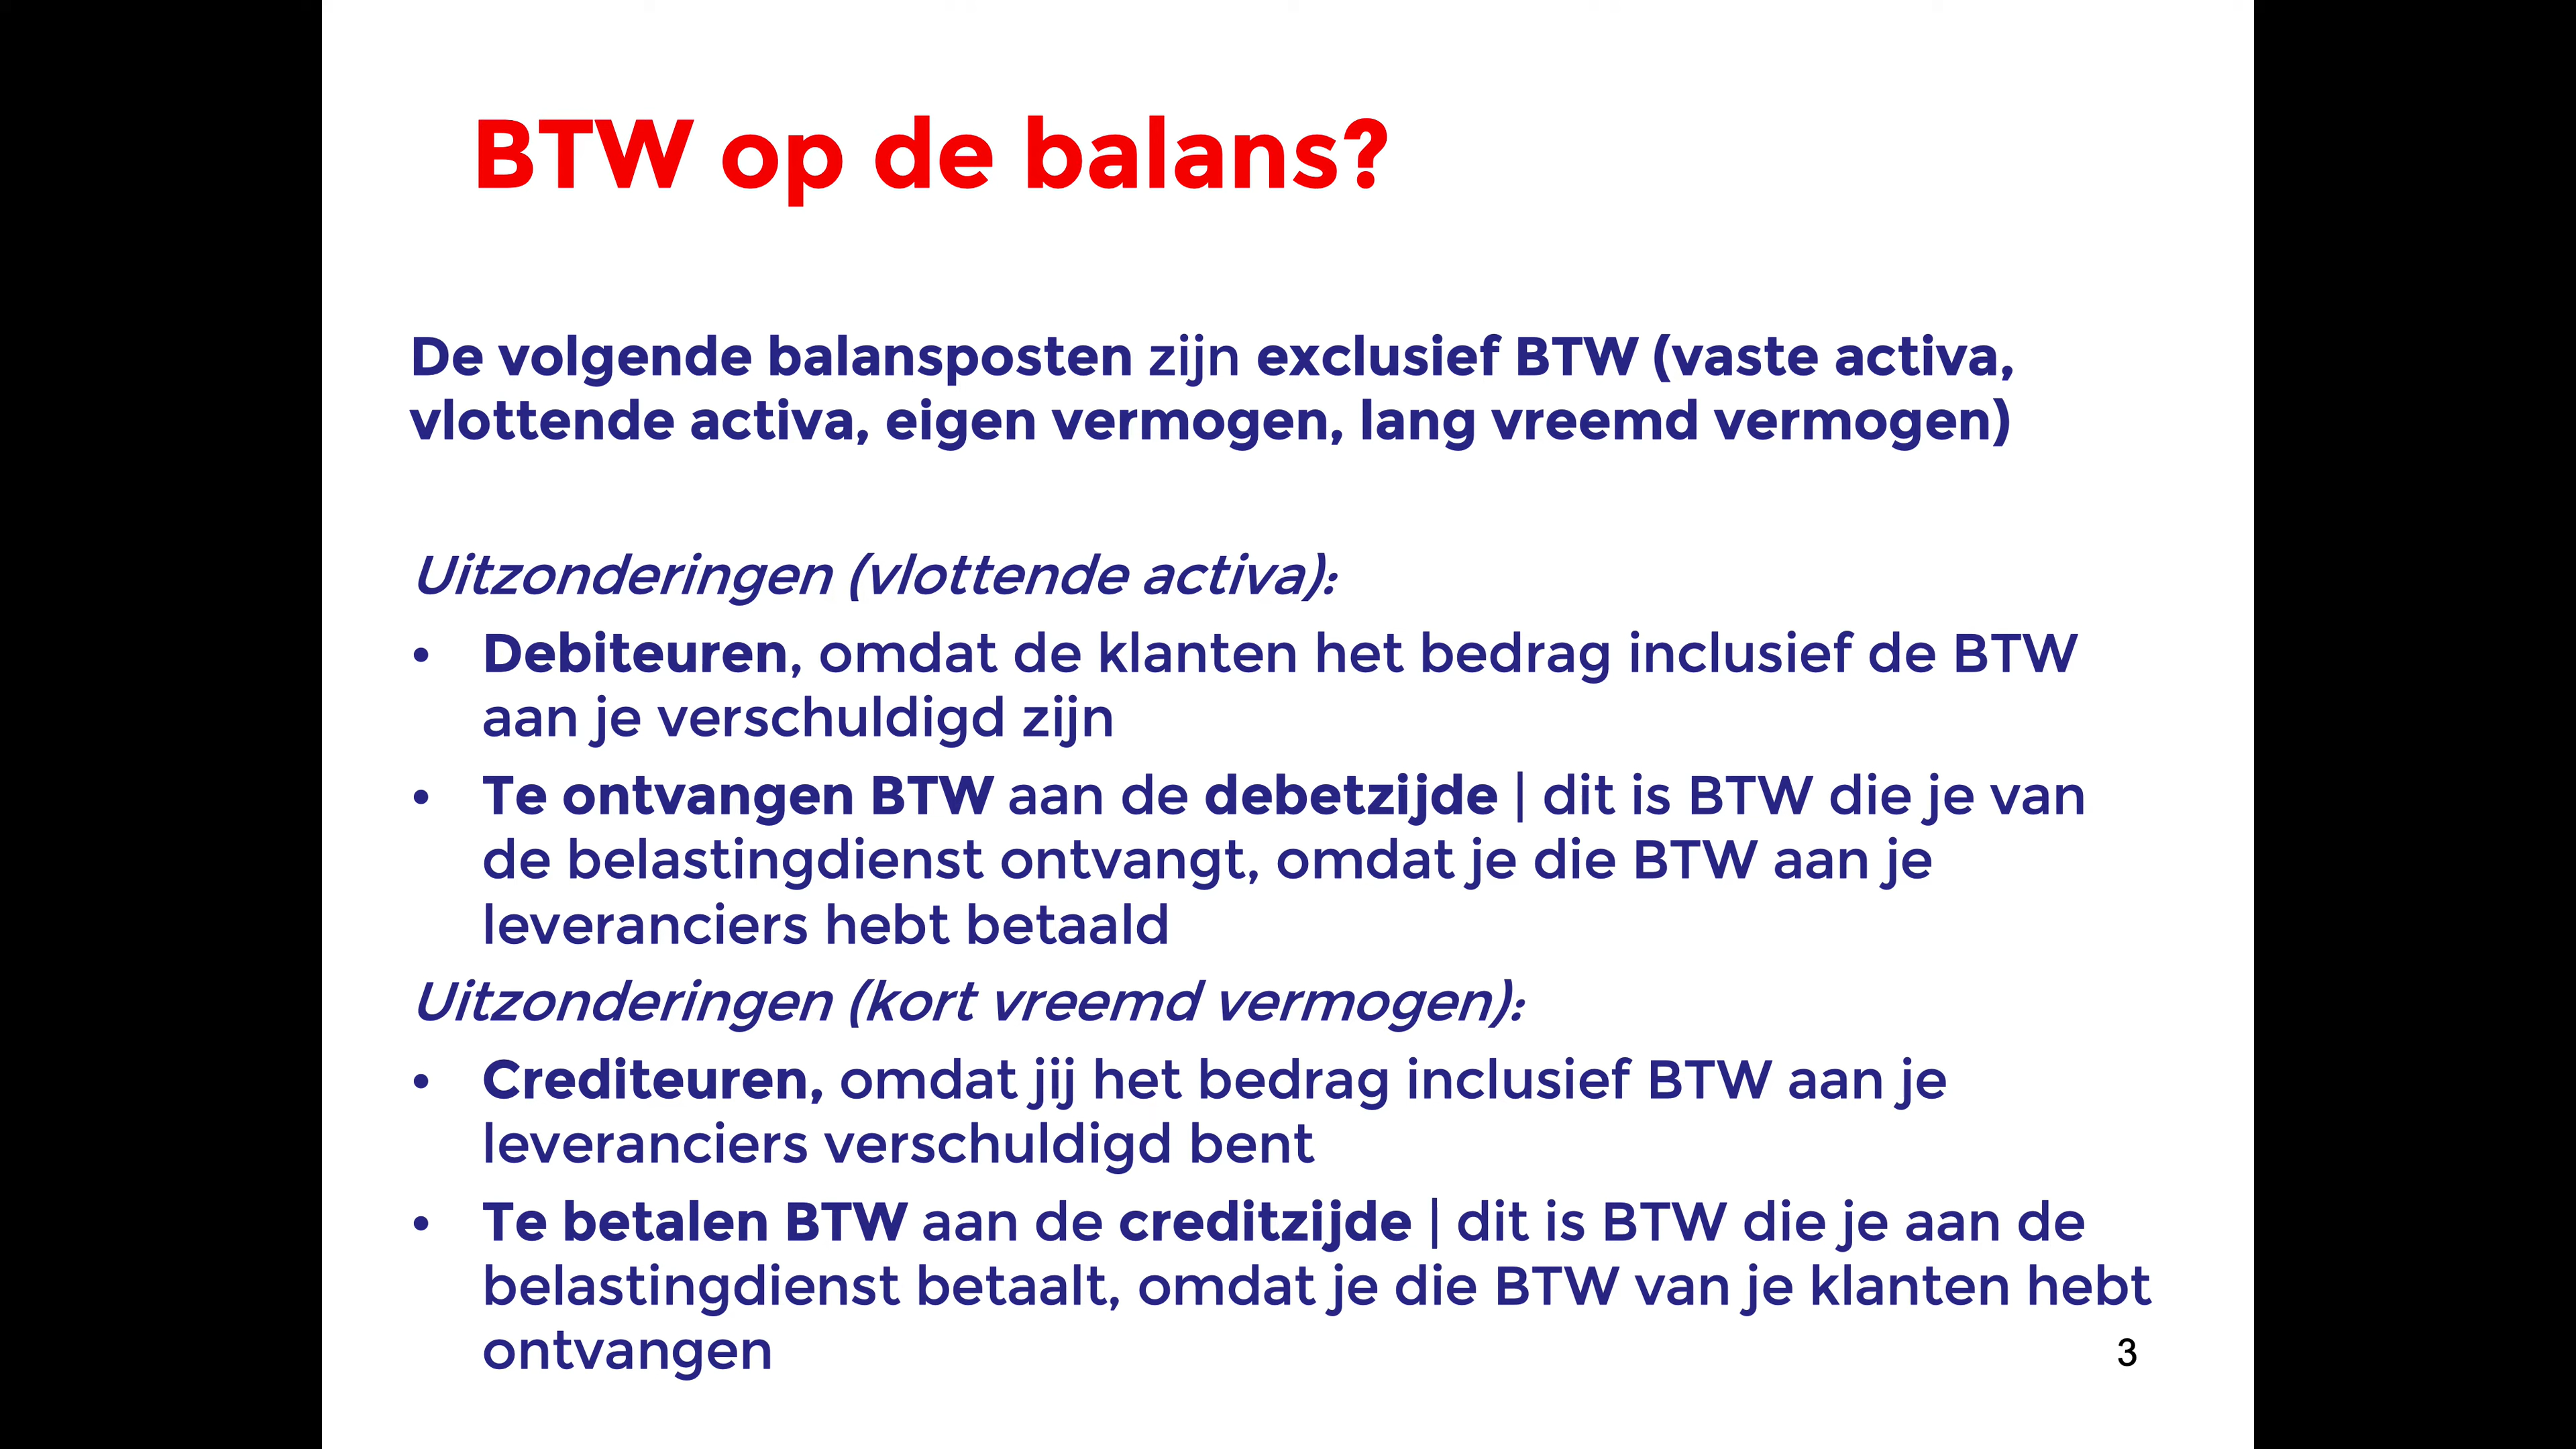 BTW op de balans?
De volgende balansposten zijn exclusief BTW (vaste activa,
vlottende activa, eigen vermogen, lang vreemd vermogen)
Uitzonderingen (vlottende activa):
• Debiteuren, omdat de klanten het bedrag inclusief de BTW
aan je verschuldigd zijn
• Te ontvangen BTW aan de debetzijde | dit is BTW die je van
de belastingdienst ontvangt, omdat je die BTW aan je
leveranciers hebt betaald
Uitzonderingen (kort vreemd vermogen):
• Crediteuren, omdat jij het bedrag inclusief BTW aan je
leveranciers verschuldigd bent
• Te betalen BTW aan de creditzijde | dit is BTW die je aan de
belastingdienst betaalt, omdat je die BTW van je klanten hebt
ontvangen
3